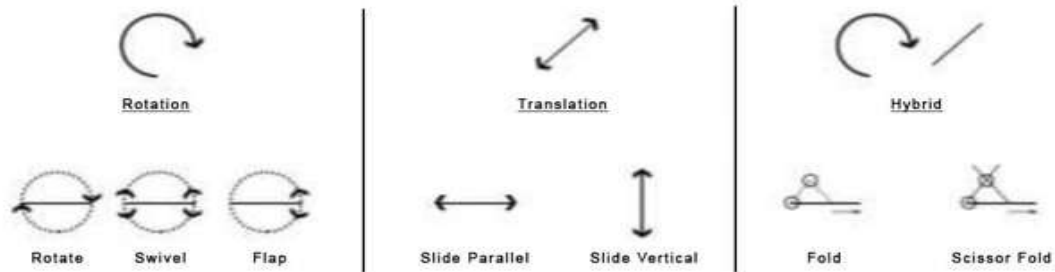 Rotation
Translation
Hybrid
Rotate
Swivel
Flap
Slide Parallel
Slide Vertical
Fold
Scissor Fold